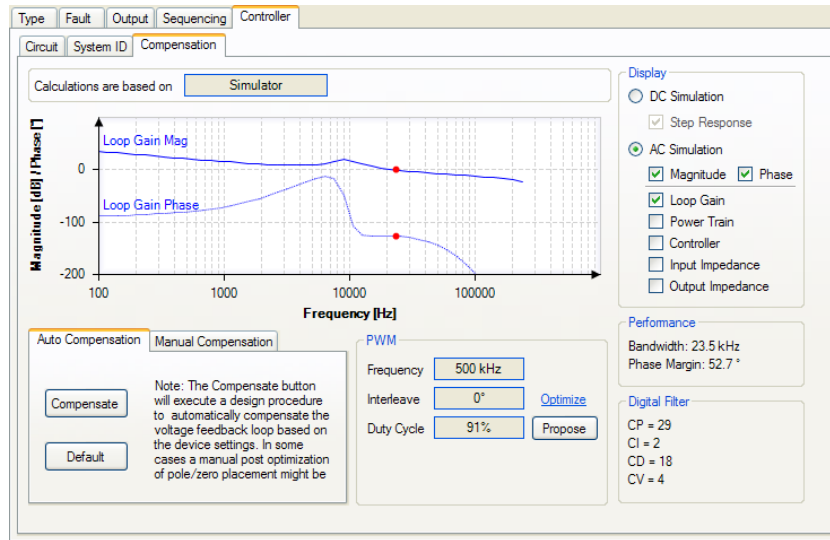 Type Fault Output Sequencing Controller
Circuit System ID Compensation
Calculations are based on Simulator
Magnitude [dB] / Phase [°]
Loop Gain Mag
Loop Gain Phase
0
-100
-200
100 1000 10000 100000
Frequency [Hz]
Display
DC Simulation
Step Response
AC Simulation
Magnitude Phase
Loop Gain
Power Train
Controller
Input Impedance
Output Impedance
Performance
Bandwidth: 23.5 kHz
Phase Margin: 52.7 °
Digital Filter
CP = 29
CI = 2
CD = 18
CV = 4
Auto Compensation Manual Compensation
Compensate
Default
Note: The Compensate button
will execute a design procedure
to automatically compensate the
voltage feedback loop based on
the device settings. In some
cases a manual post optimization
of pole/zero placement might be
PWM
Frequency 500 kHz
Interleave 0° Optimize
Duty Cycle 91% Propose